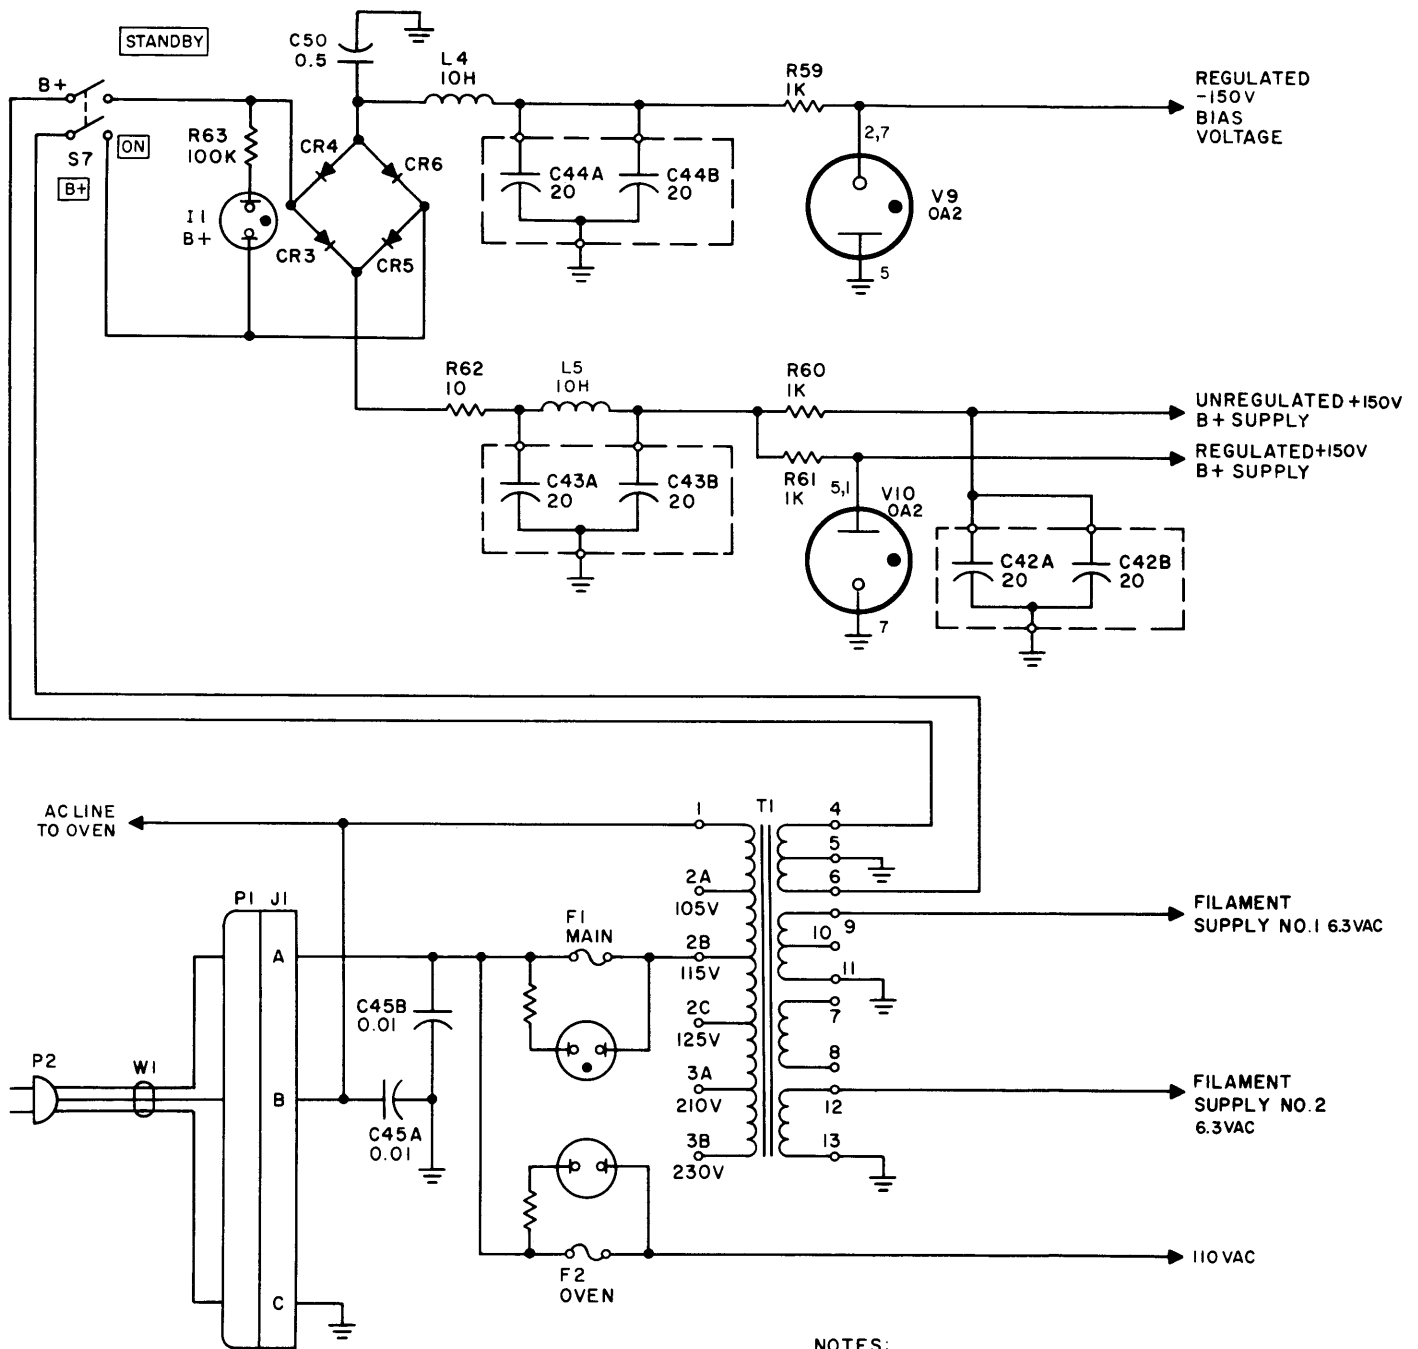 STANDBY
B+
S7
B+
ON
R63
100K
I1
B+
C50
0.5
CR4
CR6
CR3
CR5
L4
10H
C44A
20
C44B
20
R59
1K
2,7
V9
OA2
5
REGULATED
-150V
BIAS
VOLTAGE
R62
10
L5
10H
C43A
20
C43B
20
R60
1K
R61
1K
5,1
V10
OA2
7
C42A
20
C42B
20
UNREGULATED +150V
B+ SUPPLY
REGULATED+150V
B+ SUPPLY
AC LINE
TO OVEN
P1 J1
A
B
C
P2
W1
C45B
0.01
C45A
0.01
F1
MAIN
F2
OVEN
T1
1
2A
105V
2B
115V
2C
125V
3A
210V
3B
230V
4
5
6
9
10
11
7
8
12
13
FILAMENT
SUPPLY NO.1 6.3VAC
FILAMENT
SUPPLY NO.2
6.3VAC
110VAC
NOTES: